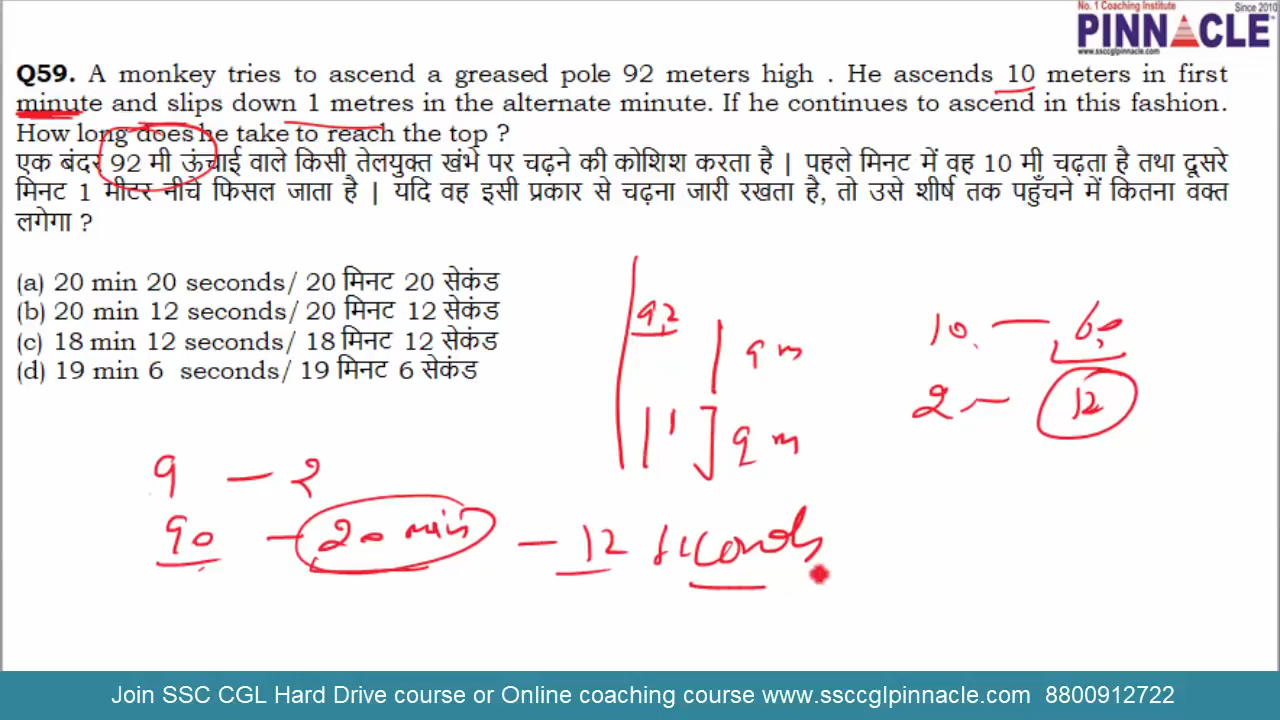 No. 1 Coaching Institute
Since 2010
PINNACLE
www.ssccglpinnacle.com
Q59. A monkey tries to ascend a greased pole 92 meters high . He ascends 10 meters in first
minute and slips down 1 metres in the alternate minute. If he continues to ascend in this fashion.
How long does he take to reach the top ?
एक बंदर 92 मी ऊंचाई वाले किसी तेलयुक्त खंभे पर चढ़ने की कोशिश करता है | पहले मिनट में वह 10 मी चढ़ता है तथा दूसरे
मिनट 1 मीटर नीचे फिसल जाता है | यदि वह इसी प्रकार से चढ़ना जारी रखता है, तो उसे शीर्ष तक पहुँचने में कितना वक्त
लगेगा ?
(a) 20 min 20 seconds/ 20 मिनट 20 सेकंड
(b) 20 min 12 seconds/ 20 मिनट 12 सेकंड
(c) 18 min 12 seconds/ 18 मिनट 12 सेकंड
(d) 19 min 6 seconds/ 19 मिनट 6 सेकंड
92
9 m
9 m
10 — 60
2 — 12
9 — 2
90 — 20 min — 12 seconds
Join SSC CGL Hard Drive course or Online coaching course www.ssccglpinnacle.com 8800912722